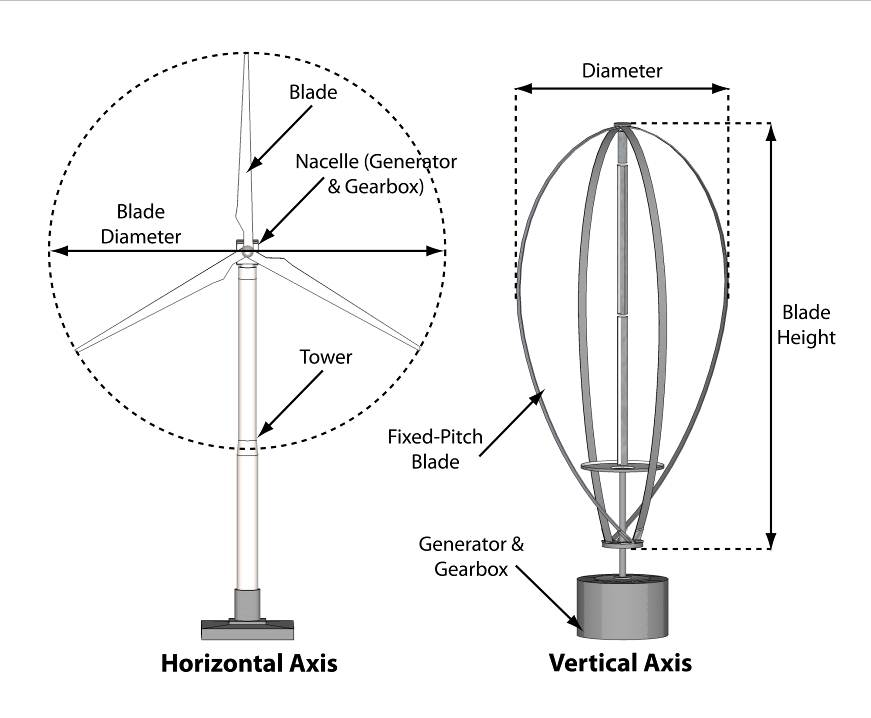 Blade
Nacelle (Generator
& Gearbox)
Blade
Diameter
Tower
Horizontal Axis
Diameter
Blade
Height
Fixed-Pitch
Blade
Generator &
Gearbox
Vertical Axis